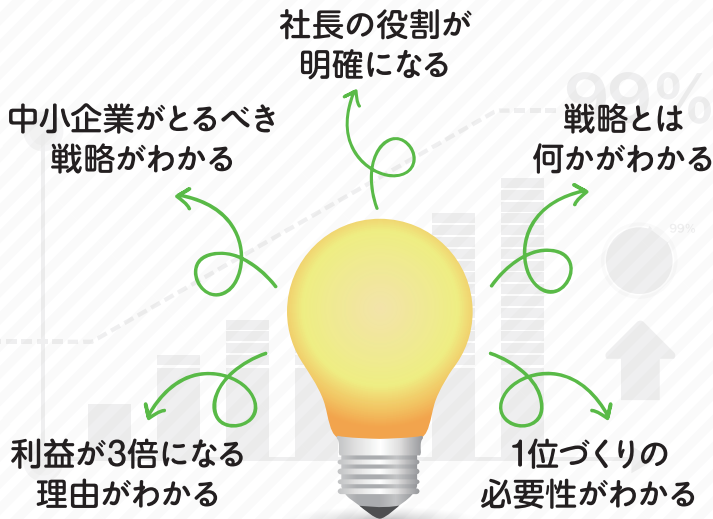 社長の役割が
明確になる
中小企業がとるべき
戦略がわかる
99%
戦略とは
何かがわかる
99%
利益が3倍になる
理由がわかる
1位づくりの
必要性がわかる